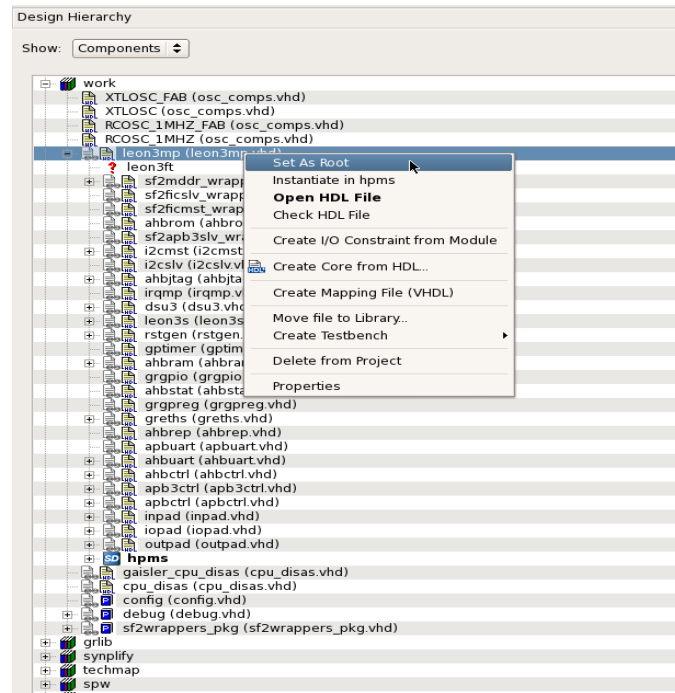 Design Hierarchy
Show: Components
work
XTLOSC_FAB (osc_comps.vhd)
XTLOSC (osc_comps.vhd)
RCOSC_1MHZ_FAB (osc_comps.vhd)
RCOSC_1MHZ (osc_comps.vhd)
leon3mp (leon3mp.vhd)
Set As Root
leon3ft
Instantiate in hpms
sf2mddr_wrapp
Open HDL File
sf2ficslv_wrapp
Check HDL File
sf2ficmst_wrap
ahbrom (ahbro
sf2apb3slv_wra
Create I/O Constraint from Module
i2cmst (i2cmst
i2cslv (i2cslv.vl
HDL Create Core from HDL...
ahbjtag (ahbjta
irqmp (irqmp.v
Create Mapping File (VHDL)
dsu3 (dsu3.vhd
leon3s (leon3s
Move file to Library...
rstgen (rstgen.
Create Testbench
gptimer (gptim
ahbram (ahbrar
Delete from Project
grgpio (grgpio
ahbstat (ahbsta
Properties
grgpreg (grgpreg.vhd)
greths (greths.vhd)
ahbrep (ahbrep.vhd)
apbuart (apbuart.vhd)
ahbuart (ahbuart.vhd)
ahbctrl (ahbctrl.vhd)
apb3ctrl (apb3ctrl.vhd)
apbctrl (apbctrl.vhd)
inpad (inpad.vhd)
iopad (iopad.vhd)
outpad (outpad.vhd)
SD hpms
gaisler_cpu_disas (cpu_disas.vhd)
cpu_disas (cpu_disas.vhd)
P config (config.vhd)
P debug (debug.vhd)
P sf2wrappers_pkg (sf2wrappers_pkg.vhd)
grlib
synplify
techmap
spw